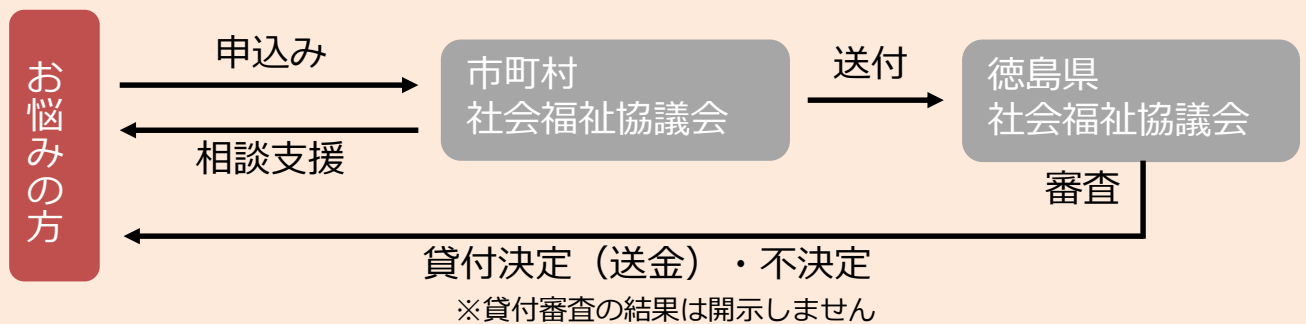 お悩みの方
申込み
相談支援
市町村
社会福祉協議会
送付
徳島県
社会福祉協議会
審査
貸付決定（送金）・不決定
※貸付審査の結果は開示しません